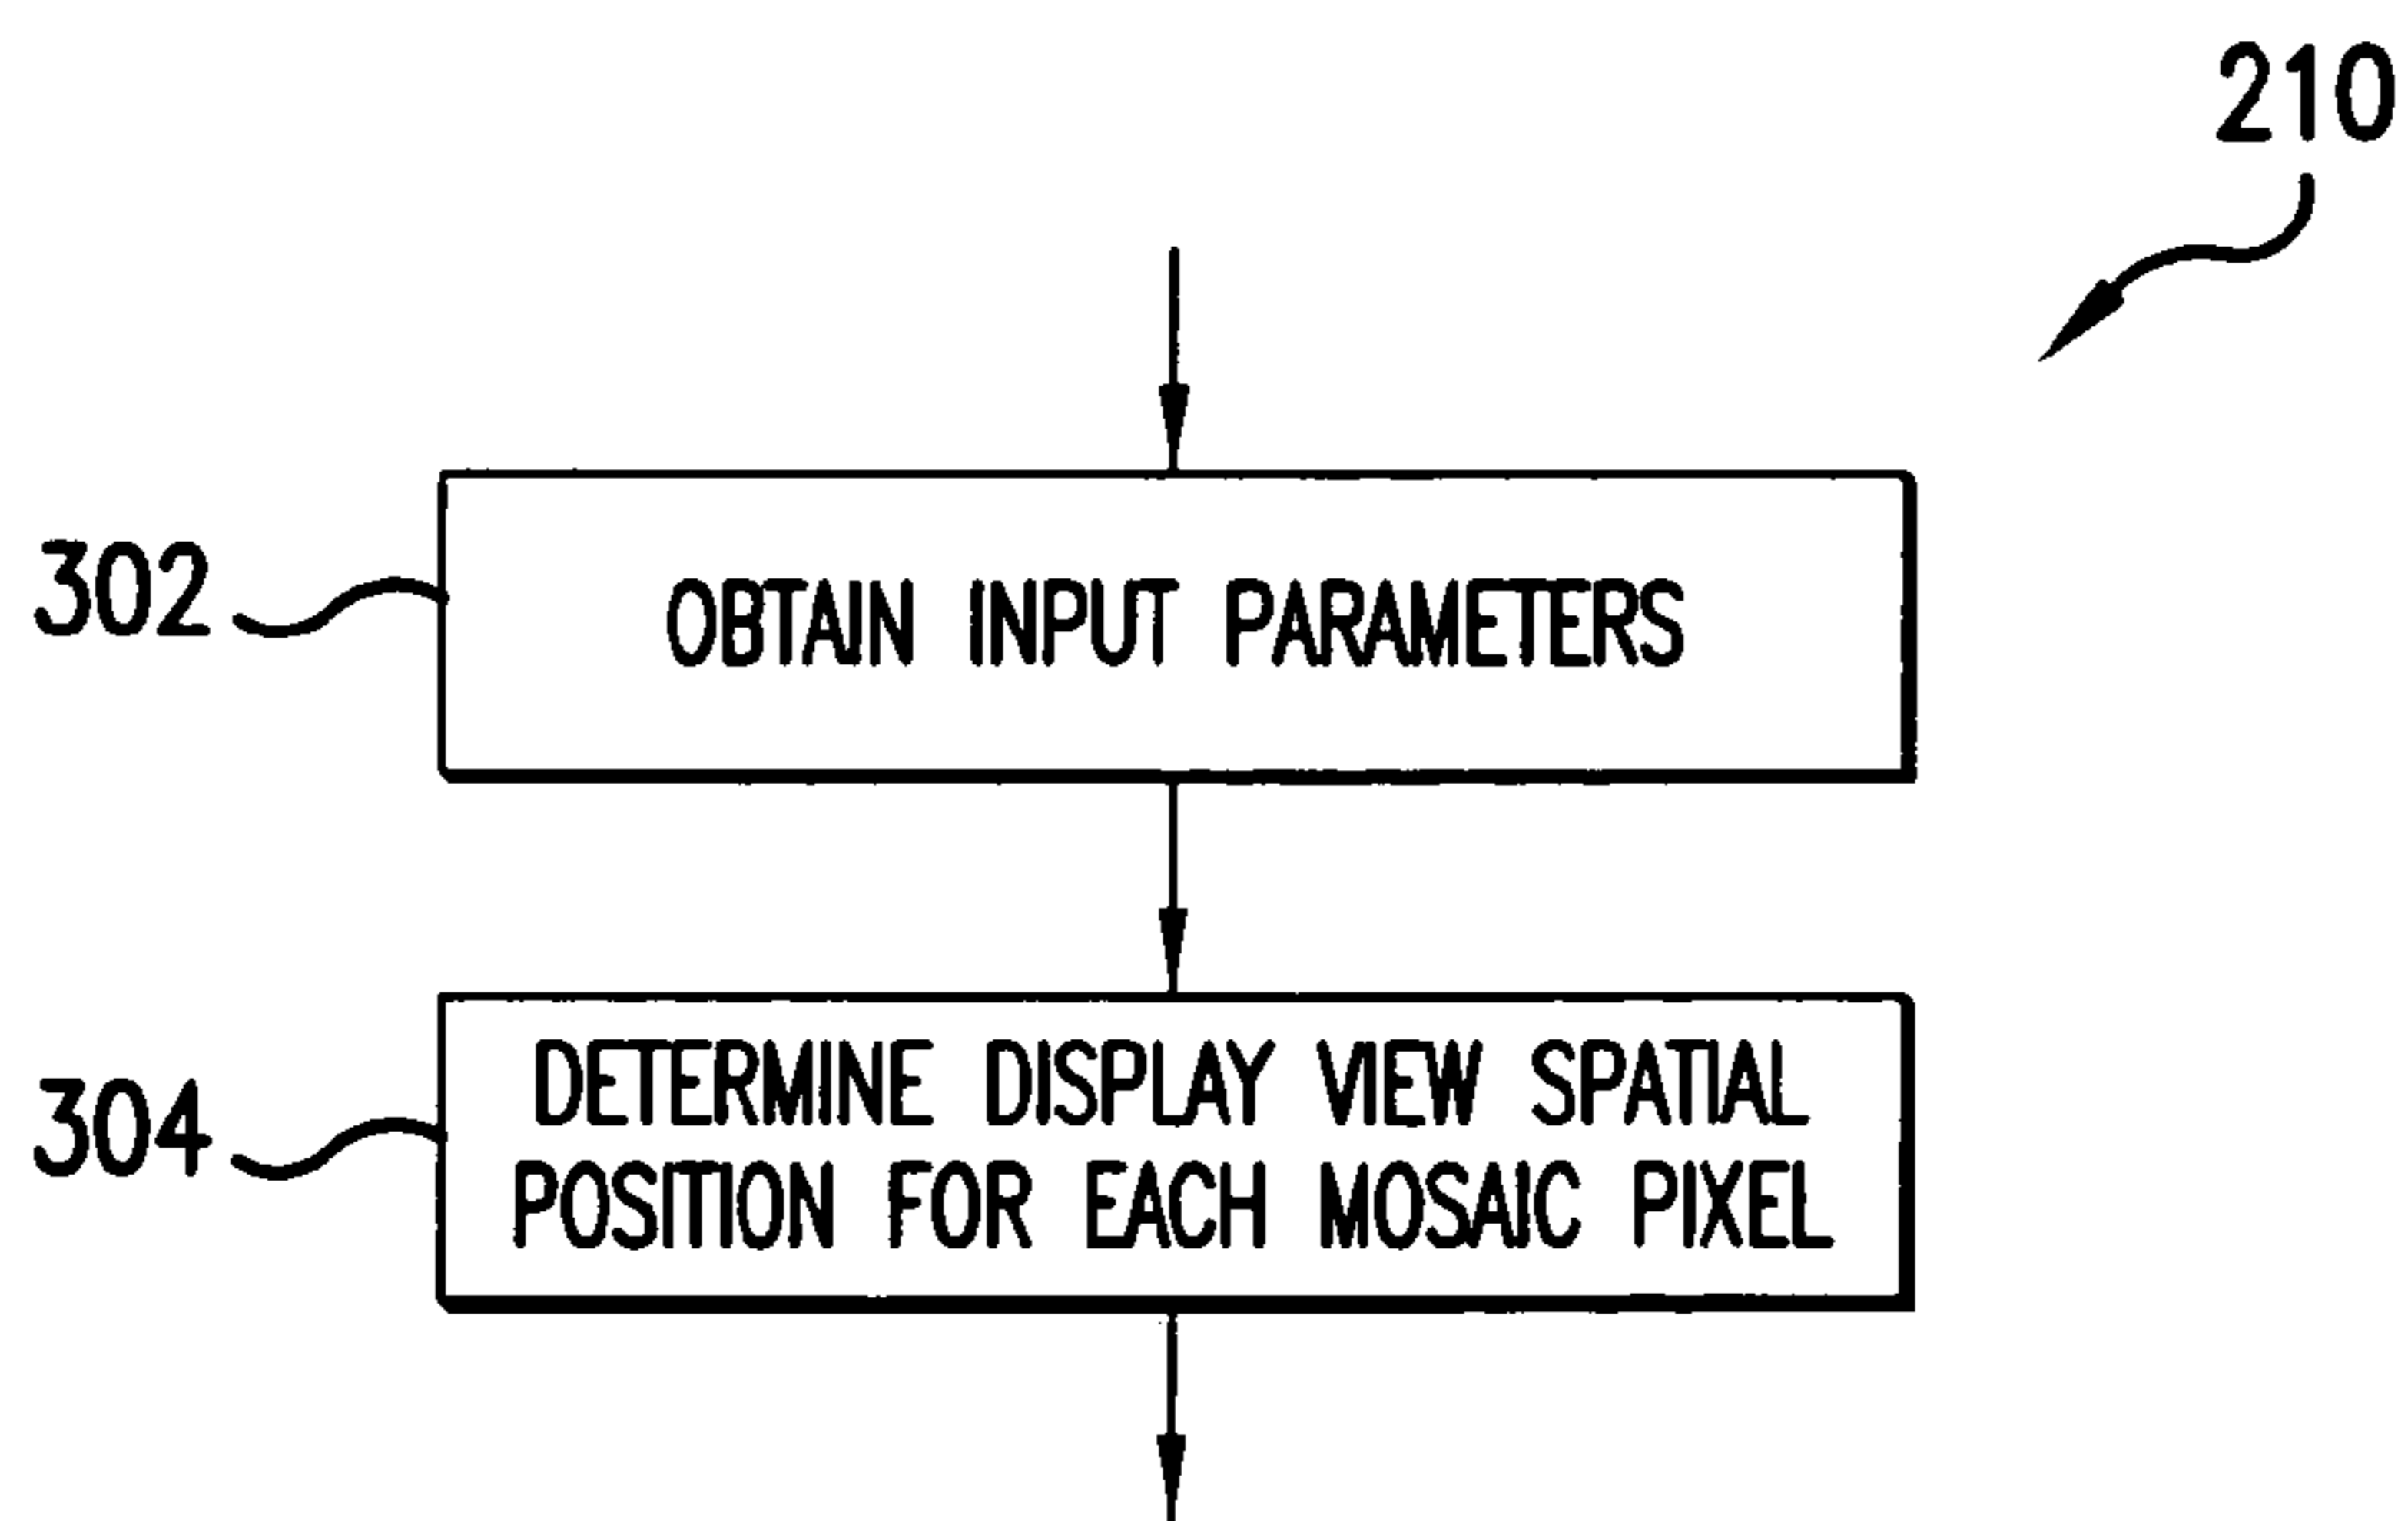 210
302
OBTAIN INPUT PARAMETERS
304
DETERMINE DISPLAY VIEW SPATIAL
POSITION FOR EACH MOSAIC PIXEL